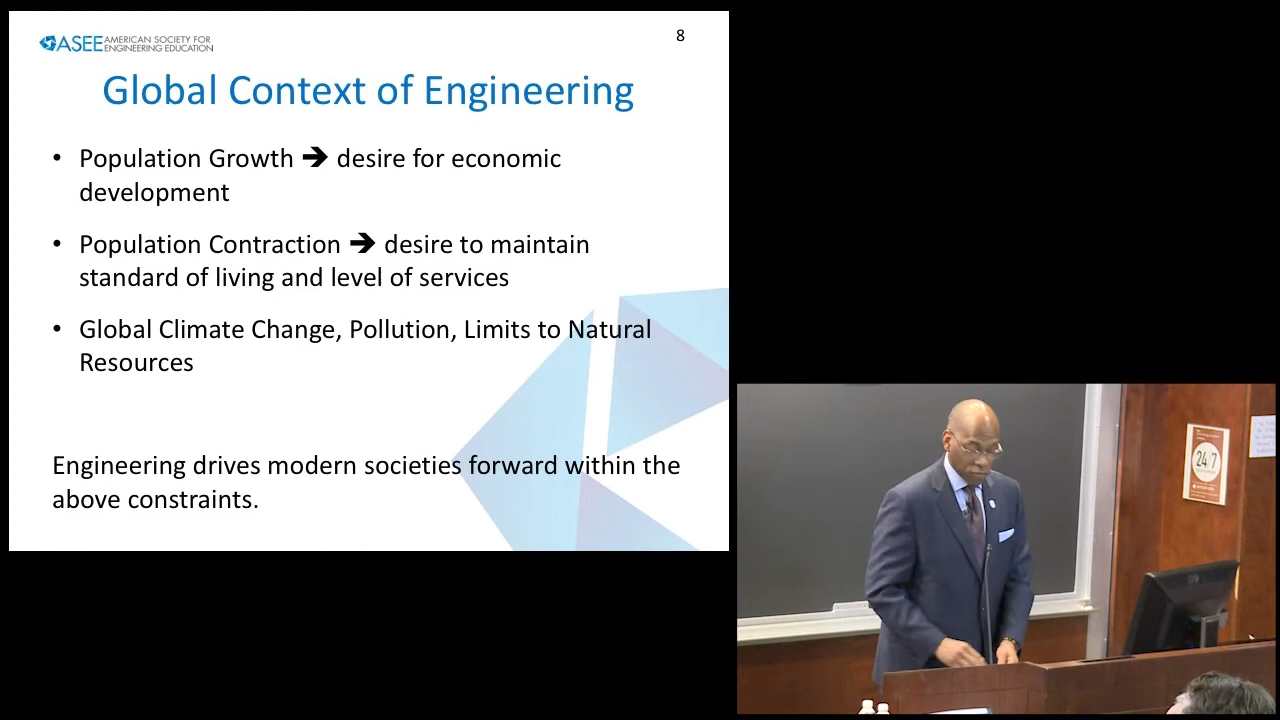 ASEE AMERICAN SOCIETY FOR
ENGINEERING EDUCATION
8
Global Context of Engineering
• Population Growth ➔ desire for economic
development
• Population Contraction ➔ desire to maintain
standard of living and level of services
• Global Climate Change, Pollution, Limits to Natural
Resources
Engineering drives modern societies forward within the
above constraints.
24/7